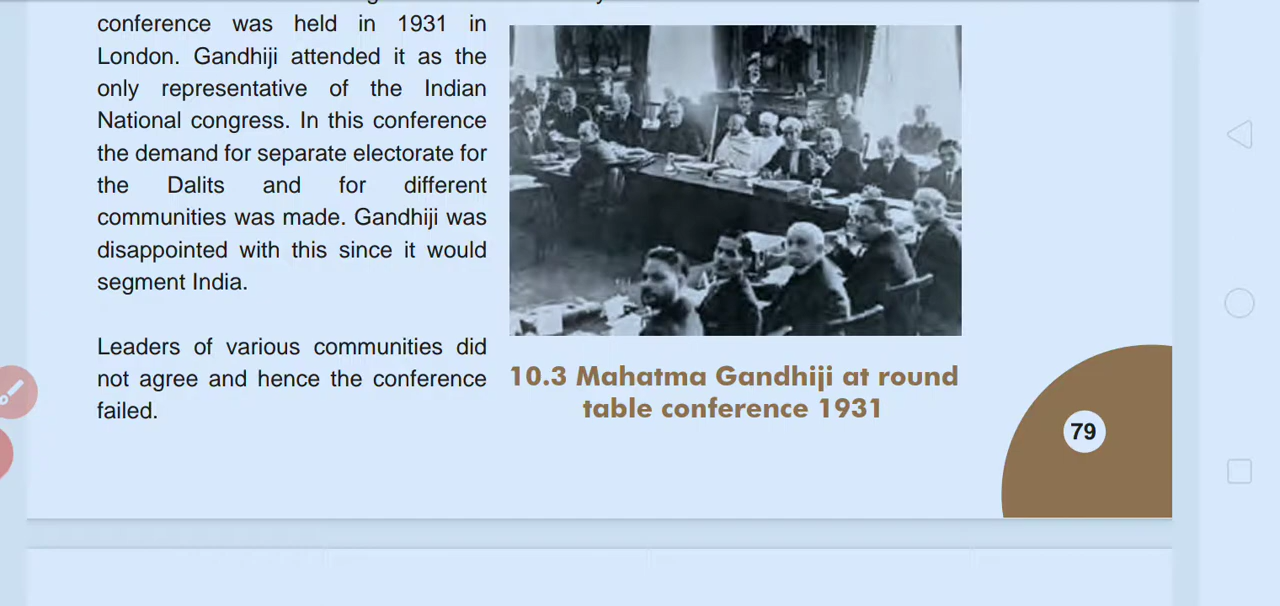 conference was held in 1931 in
London. Gandhiji attended it as the
only representative of the Indian
National congress. In this conference
the demand for separate electorate for
the Dalits and for different
communities was made. Gandhiji was
disappointed with this since it would
segment India.
Leaders of various communities did
not agree and hence the conference
failed.
10.3 Mahatma Gandhiji at round
table conference 1931
79